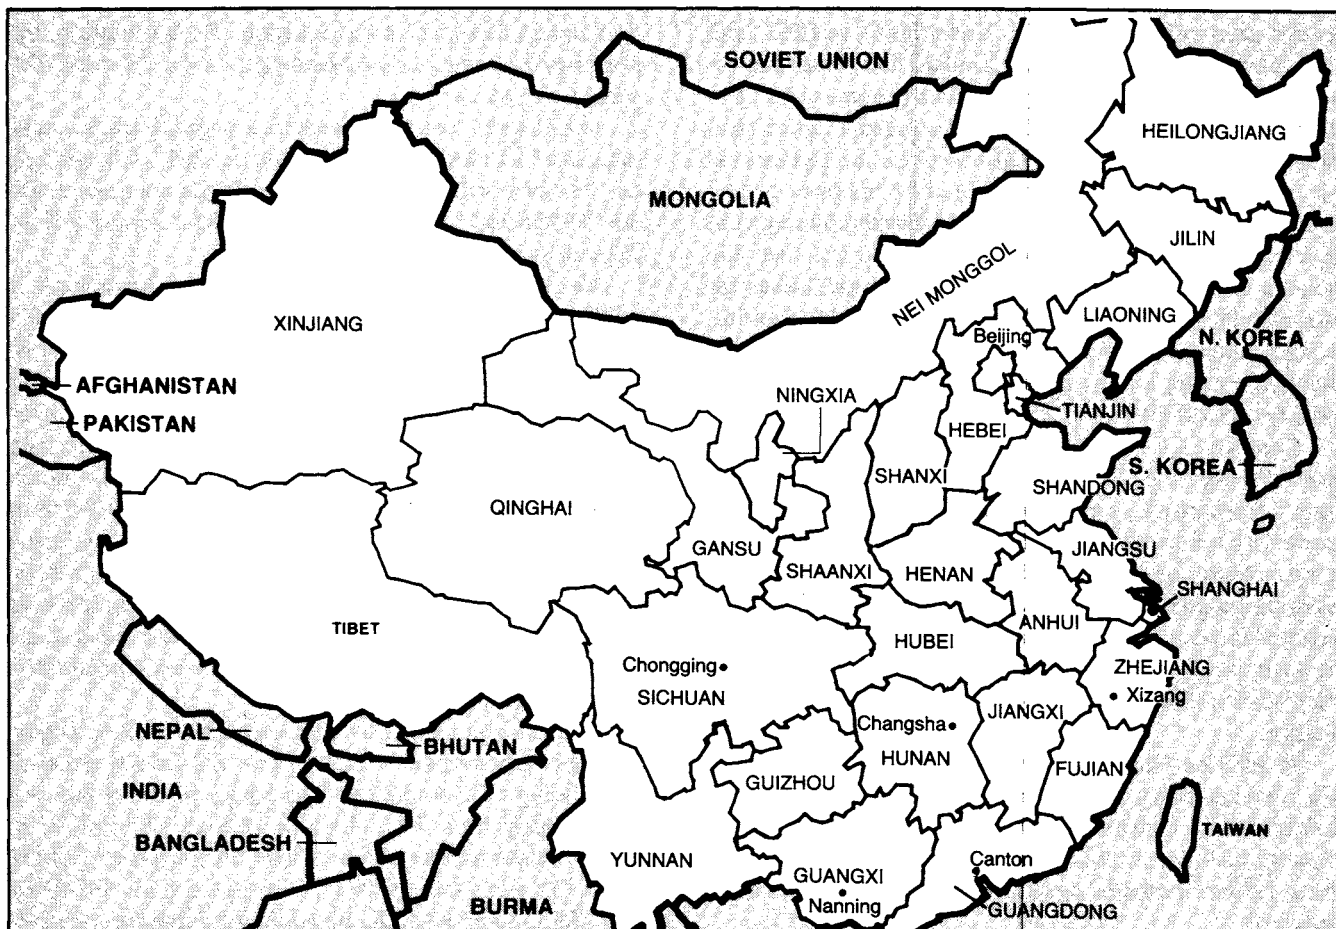 SOVIET UNION
HEILONGJIANG
MONGOLIA
JILIN
NEI MONGGOL
XINJIANG
LIAONING
Beijing
N. KOREA
AFGHANISTAN
NINGXIA
TIANJIN
PAKISTAN
HEBEI
S. KOREA
SHANXI
SHANDONG
QINGHAI
GANSU
JIANGSU
SHAANXI
HENAN
SHANGHAI
TIBET
ANHUI
HUBEI
Chongging
ZHEJIANG
SICHUAN
Xizang
JIANGXI
Changsha
NEPAL
BHUTAN
HUNAN
FUJIAN
GUIZHOU
INDIA
TAIWAN
BANGLADESH
YUNNAN
Canton
GUANGXI
Nanning
BURMA
GUANGDONG